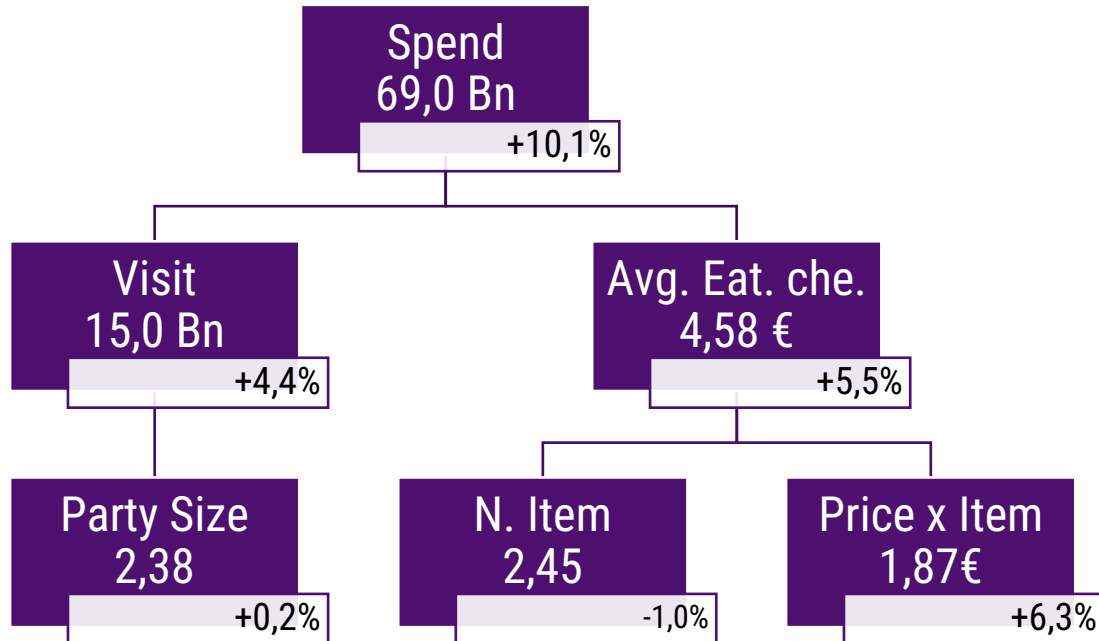 Spend
69,0 Bn
+10,1%
Visit
15,0 Bn
+4,4%
Avg. Eat. che.
4,58 €
+5,5%
Party Size
2,38
+0,2%
N. Item
2,45
-1,0%
Price x Item
1,87€
+6,3%